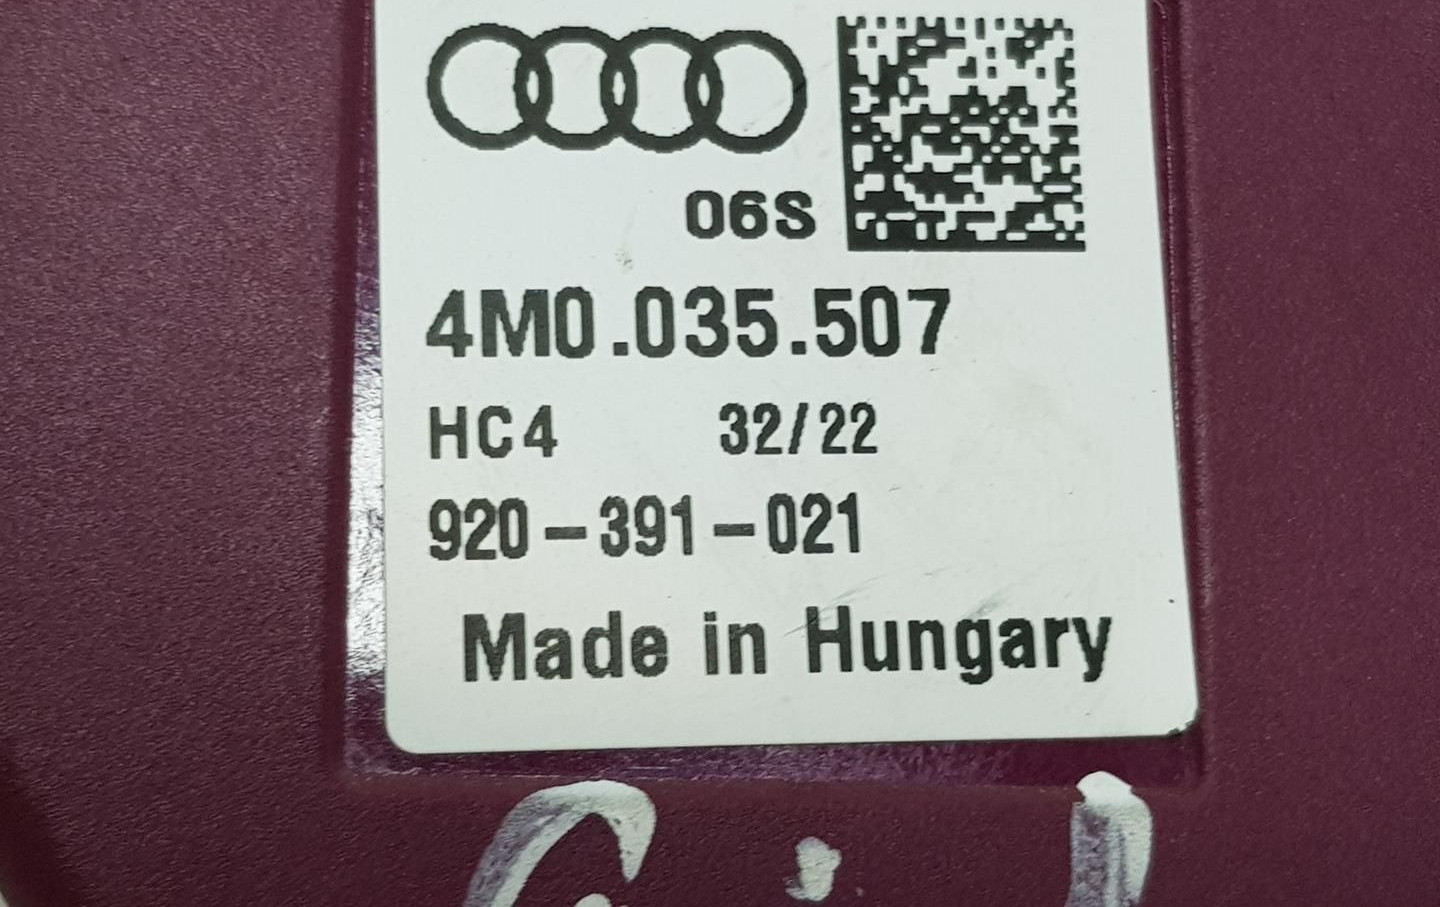 06S
4M0.035.507
HC4 32/22
920-391-021
Made in Hungary